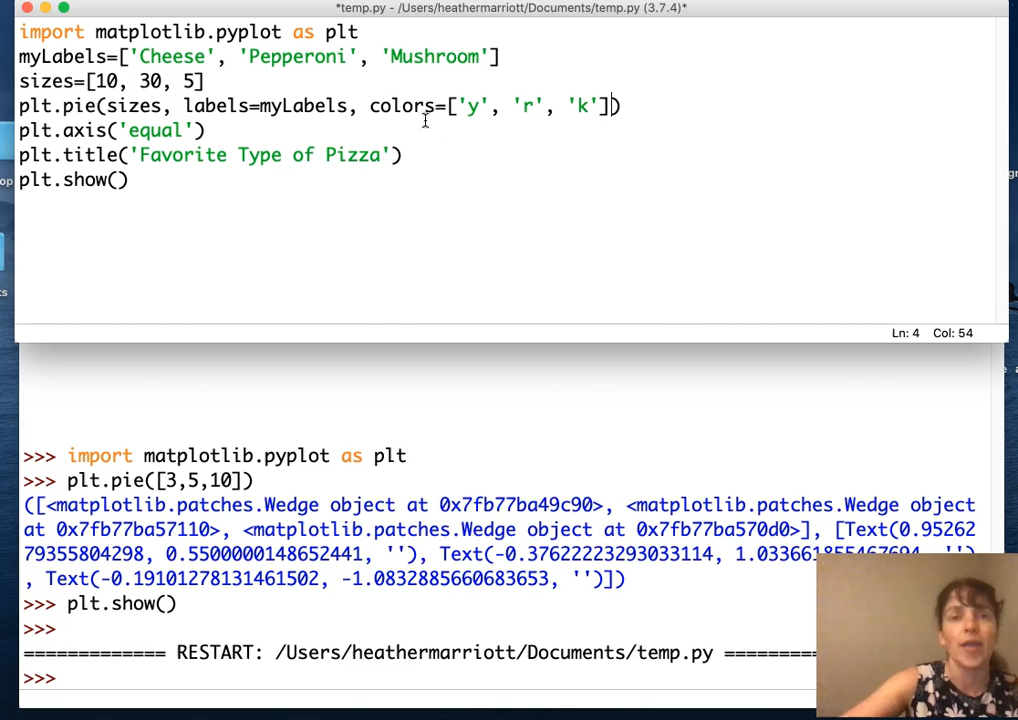 *temp.py - /Users/heathermarriott/Documents/temp.py (3.7.4)*
import matplotlib.pyplot as plt
myLabels=['Cheese', 'Pepperoni', 'Mushroom']
sizes=[10, 30, 5]
plt.pie(sizes, labels=myLabels, colors=['y', 'r', 'k'])
plt.axis('equal')
plt.title('Favorite Type of Pizza')
plt.show()
Ln: 4 Col: 54
>>> import matplotlib.pyplot as plt
>>> plt.pie([3,5,10])
([<matplotlib.patches.Wedge object at 0x7fb77ba49c90>, <matplotlib.patches.Wedge object
at 0x7fb77ba57110>, <matplotlib.patches.Wedge object at 0x7fb77ba570d0>], [Text(0.95262
79355804298, 0.5500000148652441, ''), Text(-0.37622223293033114, 1.033661855467694, '')
, Text(-0.19101278131461502, -1.0832885660683653, '')])
>>> plt.show()
>>>
============= RESTART: /Users/heathermarriott/Documents/temp.py ==========
>>>